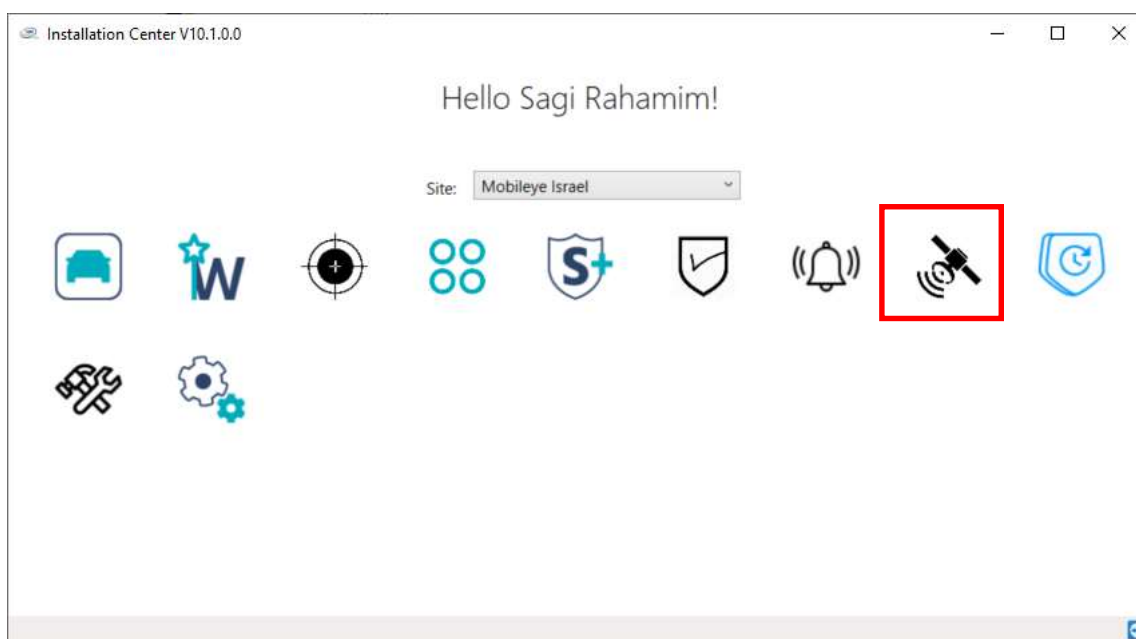 Installation Center V10.1.0.0
Hello Sagi Rahamim!
Site: Mobileye Israel
W
S+